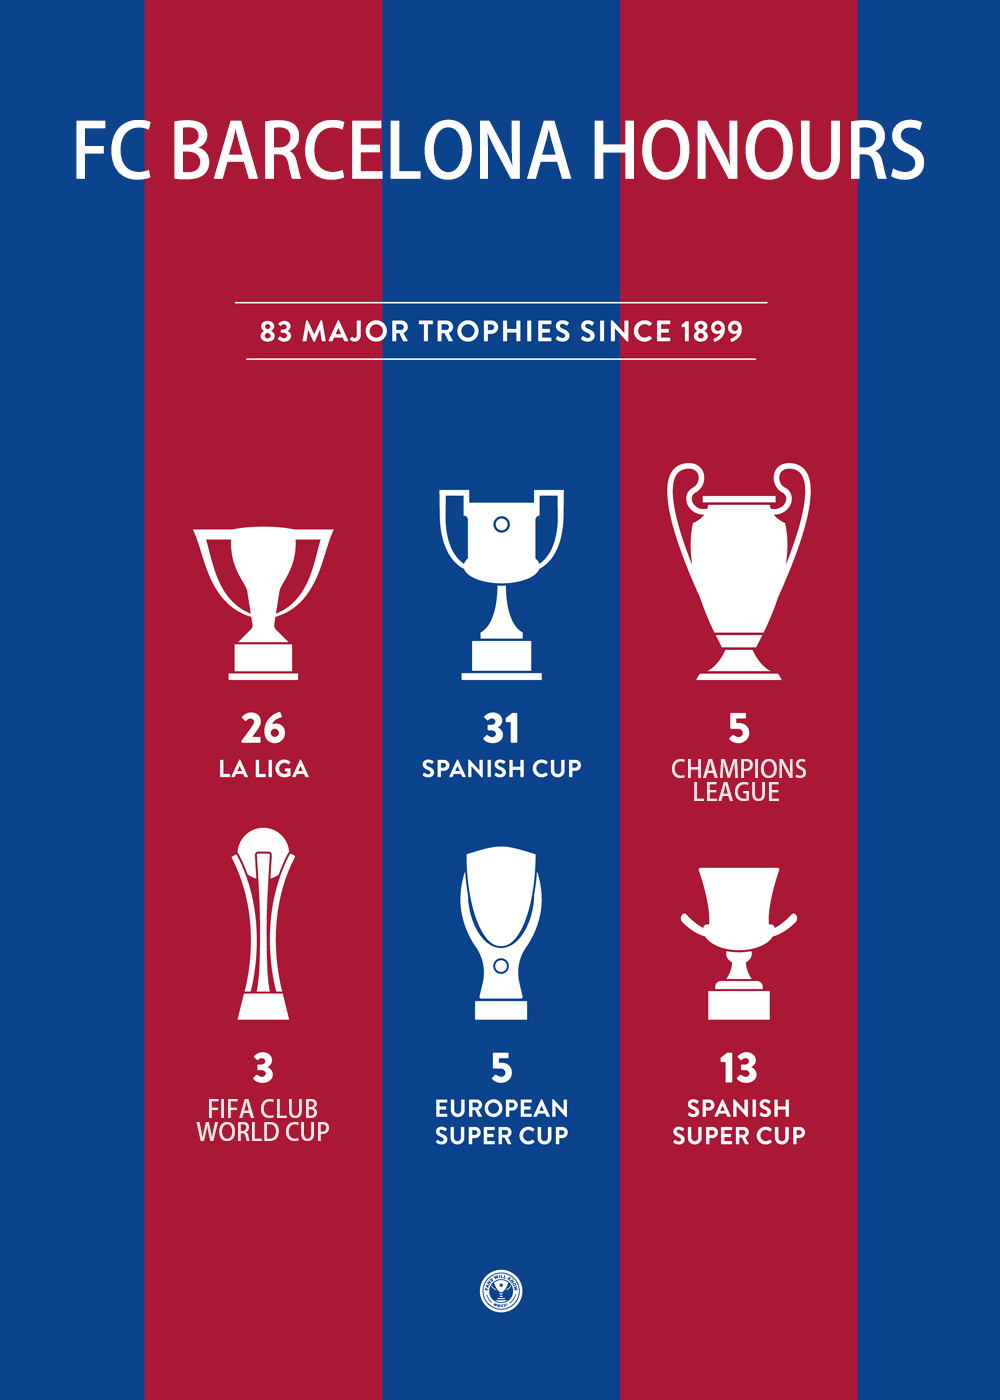 FC BARCELONA HONOURS
83 MAJOR TROPHIES SINCE 1899
26
LA LIGA
31
SPANISH CUP
5
CHAMPIONS
LEAGUE
3
FIFA CLUB
WORLD CUP
5
EUROPEAN
SUPER CUP
13
SPANISH
SUPER CUP